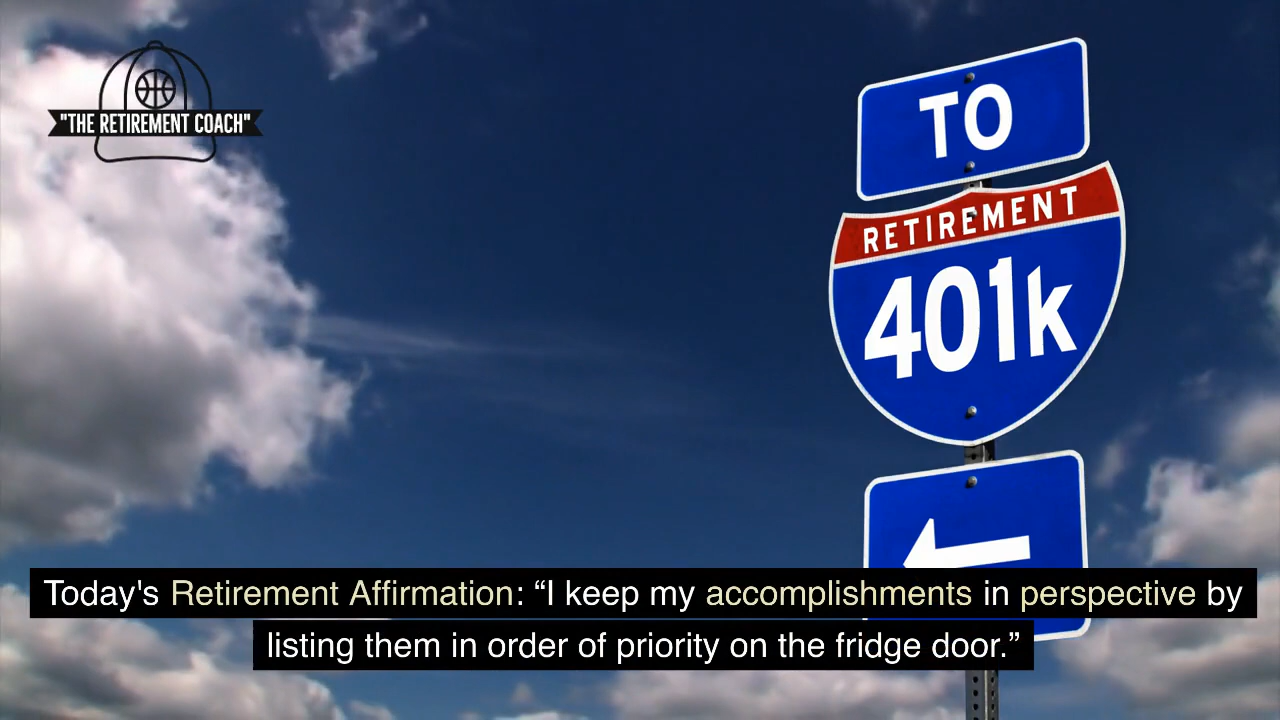 "THE RETIREMENT COACH"
TO
RETIREMENT
401k
Today's Retirement Affirmation: “I keep my accomplishments in perspective by
listing them in order of priority on the fridge door.”